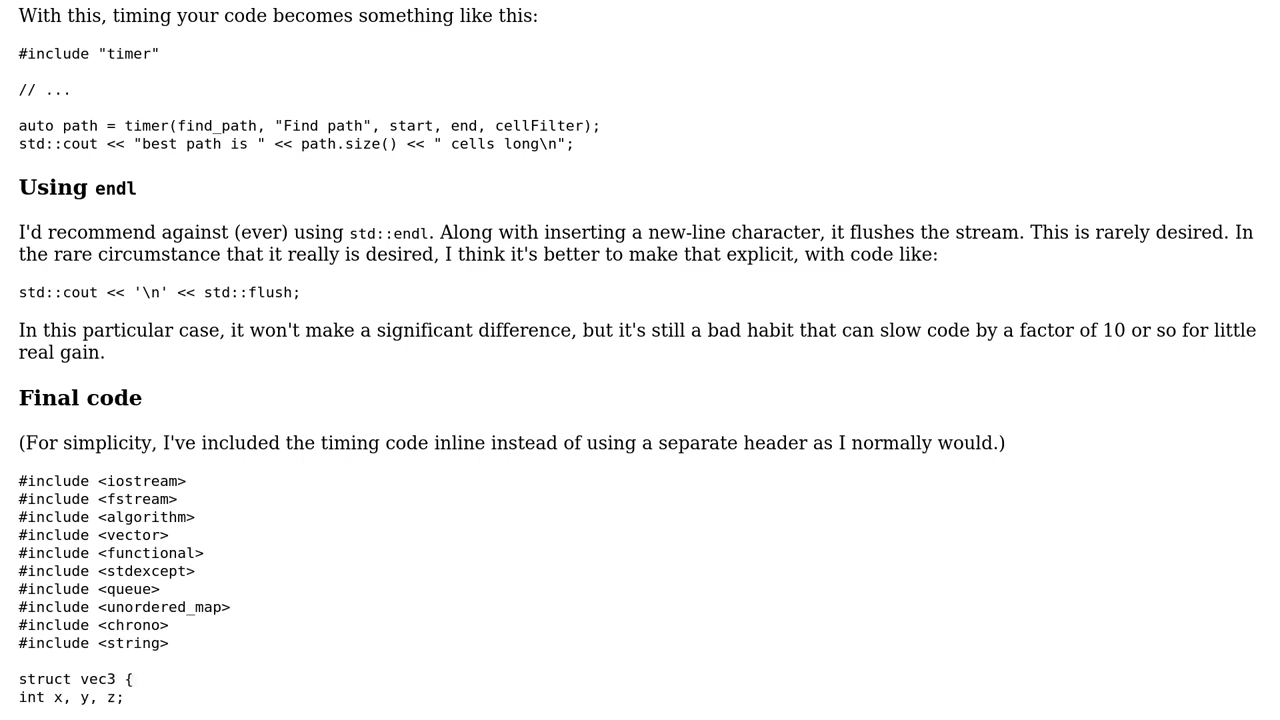 With this, timing your code becomes something like this:
#include "timer"
// ...
auto path = timer(find_path, "Find path", start, end, cellFilter);
std::cout << "best path is " << path.size() << " cells long\n";
Using endl
I'd recommend against (ever) using std::endl. Along with inserting a new-line character, it flushes the stream. This is rarely desired. In
the rare circumstance that it really is desired, I think it's better to make that explicit, with code like:
std::cout << '\n' << std::flush;
In this particular case, it won't make a significant difference, but it's still a bad habit that can slow code by a factor of 10 or so for little
real gain.
Final code
(For simplicity, I've included the timing code inline instead of using a separate header as I normally would.)
#include <iostream>
#include <fstream>
#include <algorithm>
#include <vector>
#include <functional>
#include <stdexcept>
#include <queue>
#include <unordered_map>
#include <chrono>
#include <string>
struct vec3 {
int x, y, z;